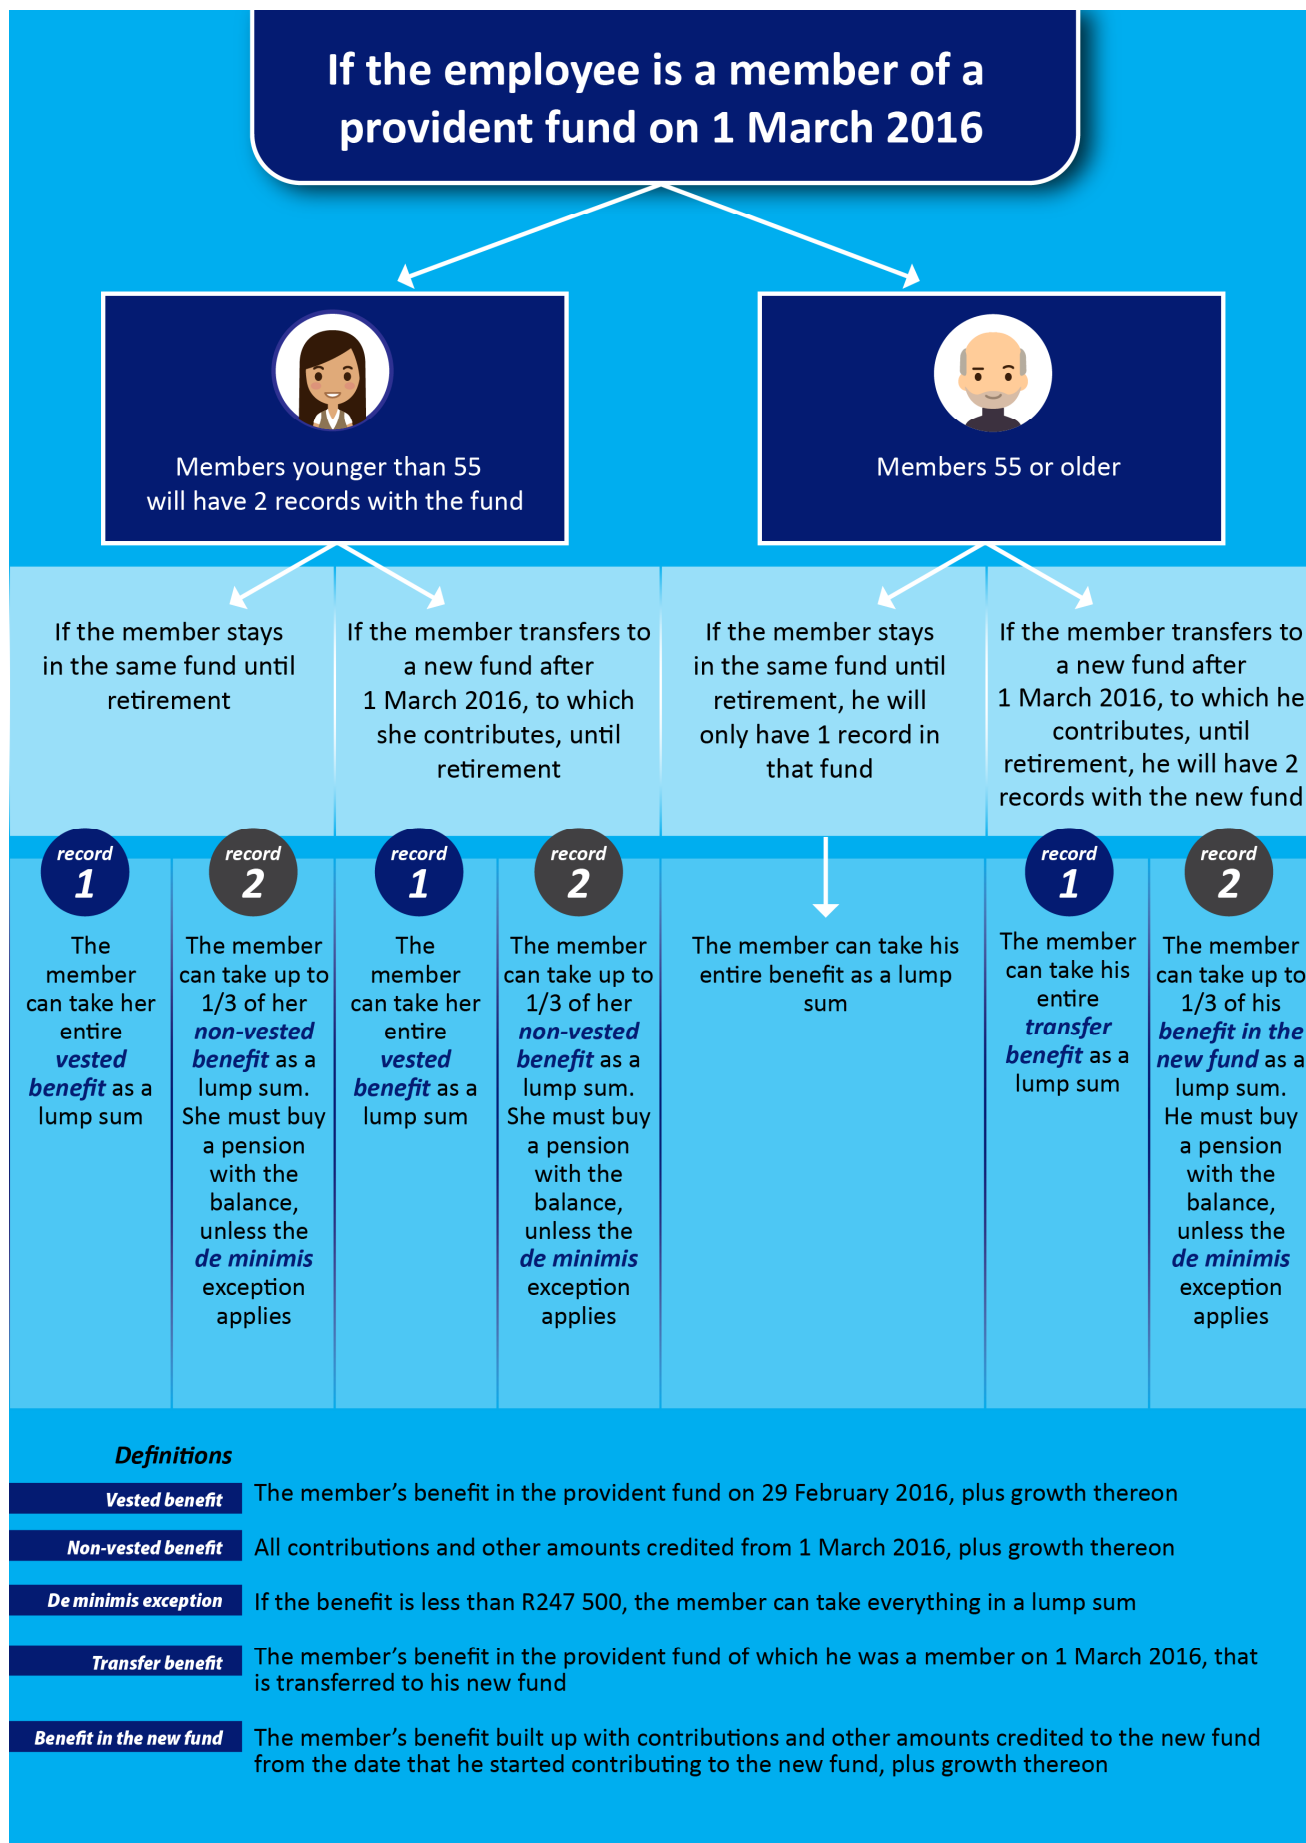 If the employee is a member of a
provident fund on 1 March 2016
Members younger than 55
will have 2 records with the fund
Members 55 or older
If the member stays
in the same fund until
retirement
If the member transfers to
a new fund after
1 March 2016, to which
she contributes, until
retirement
If the member stays
in the same fund until
retirement, he will
only have 1 record in
that fund
If the member transfers to
a new fund after
1 March 2016, to which he
contributes, until
retirement, he will have 2
records with the new fund
record
1
The
member
can take her
entire
vested
benefit as a
lump sum
record
2
The member
can take up to
1/3 of her
non-vested
benefit as a
lump sum.
She must buy
a pension
with the
balance,
unless the
de minimis
exception
applies
record
1
The
member
can take her
entire
vested
benefit as a
lump sum
record
2
The member
can take up to
1/3 of her
non-vested
benefit as a
lump sum.
She must buy
a pension
with the
balance,
unless the
de minimis
exception
applies
The member can take his
entire benefit as a lump
sum
record
1
The member
can take his
entire
transfer
benefit as a
lump sum
record
2
The member
can take up to
1/3 of his
benefit in the
new fund as a
lump sum.
He must buy
a pension
with the
balance,
unless the
de minimis
exception
applies
Definitions
Vested benefit
The member’s benefit in the provident fund on 29 February 2016, plus growth thereon
Non-vested benefit
All contributions and other amounts credited from 1 March 2016, plus growth thereon
De minimis exception
If the benefit is less than R247 500, the member can take everything in a lump sum
Transfer benefit
The member’s benefit in the provident fund of which he was a member on 1 March 2016, that
is transferred to his new fund
Benefit in the new fund
The member’s benefit built up with contributions and other amounts credited to the new fund
from the date that he started contributing to the new fund, plus growth thereon